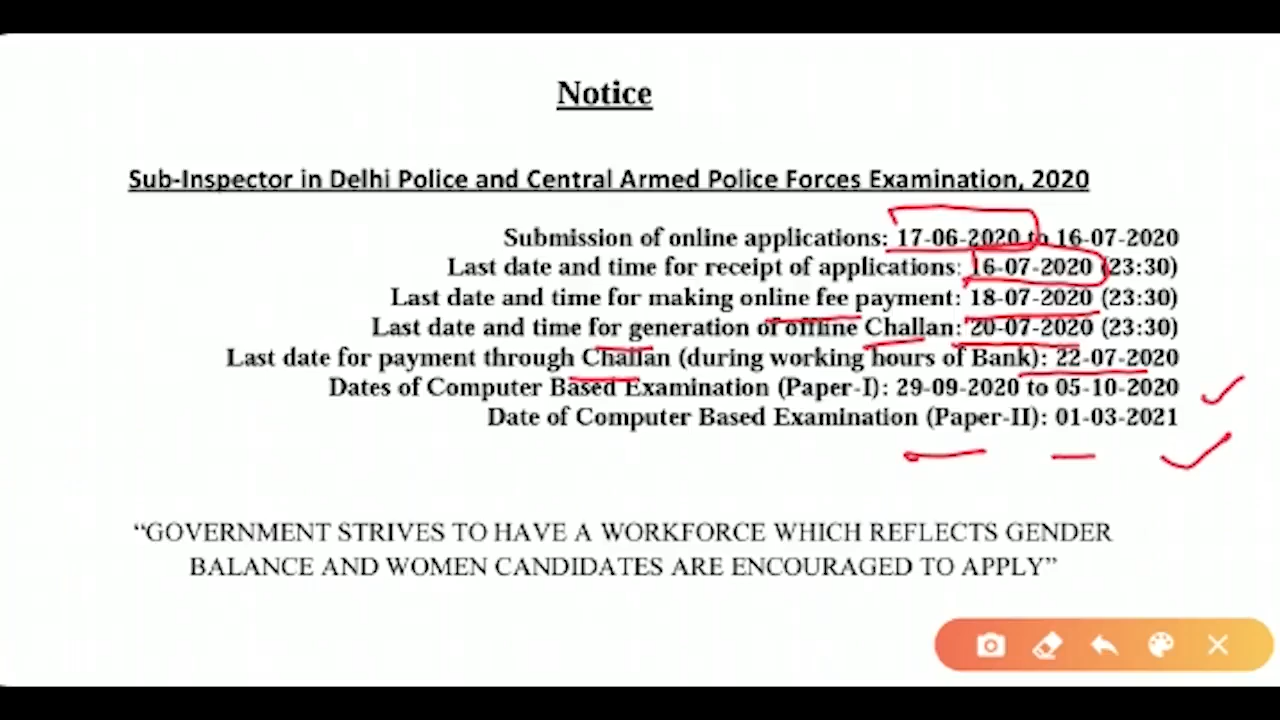 Notice
Sub-Inspector in Delhi Police and Central Armed Police Forces Examination, 2020
Submission of online applications: 17-06-2020 to 16-07-2020
Last date and time for receipt of applications: 16-07-2020 (23:30)
Last date and time for making online fee payment: 18-07-2020 (23:30)
Last date and time for generation of offline Challan: 20-07-2020 (23:30)
Last date for payment through Challan (during working hours of Bank): 22-07-2020
Dates of Computer Based Examination (Paper-I): 29-09-2020 to 05-10-2020
Date of Computer Based Examination (Paper-II): 01-03-2021
“GOVERNMENT STRIVES TO HAVE A WORKFORCE WHICH REFLECTS GENDER
BALANCE AND WOMEN CANDIDATES ARE ENCOURAGED TO APPLY”